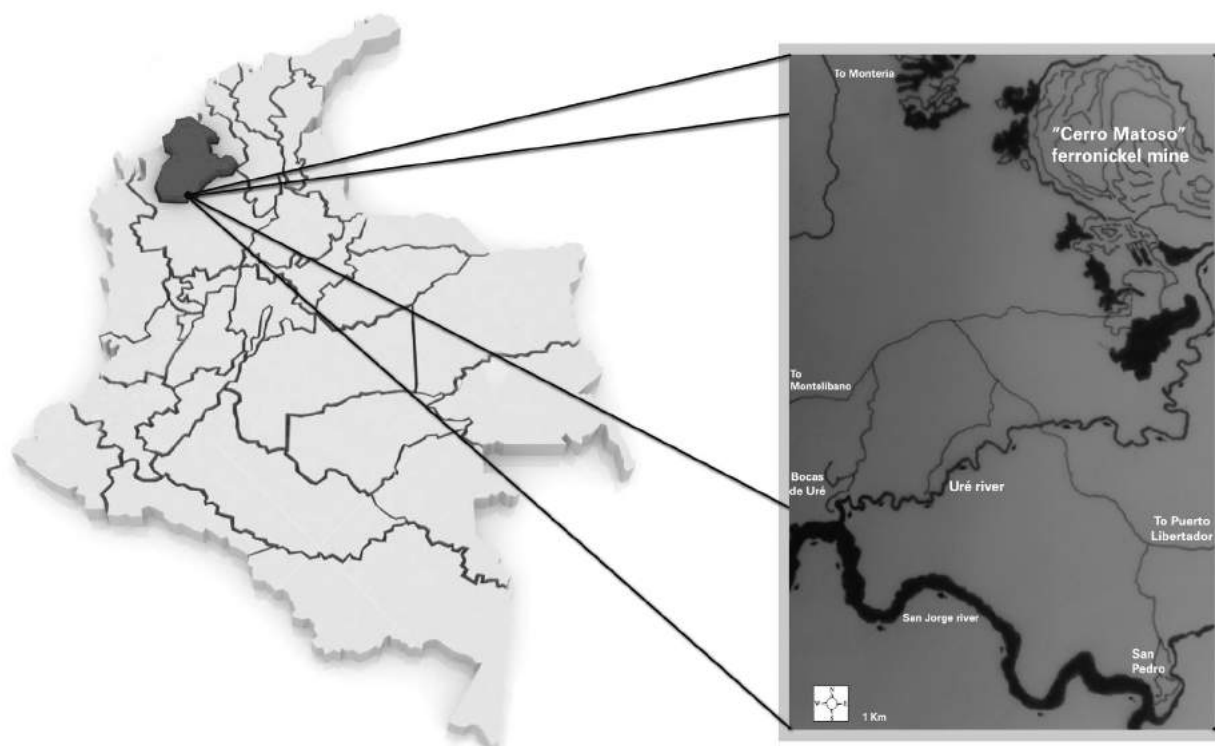 To Monteria
"Cerro Matoso"
ferronickel mine
To
Montelíbano
Bocas
de Uré
Uré river
To Puerto
Libertador
San Jorge river
San
Pedro
N
E
S
1 Km